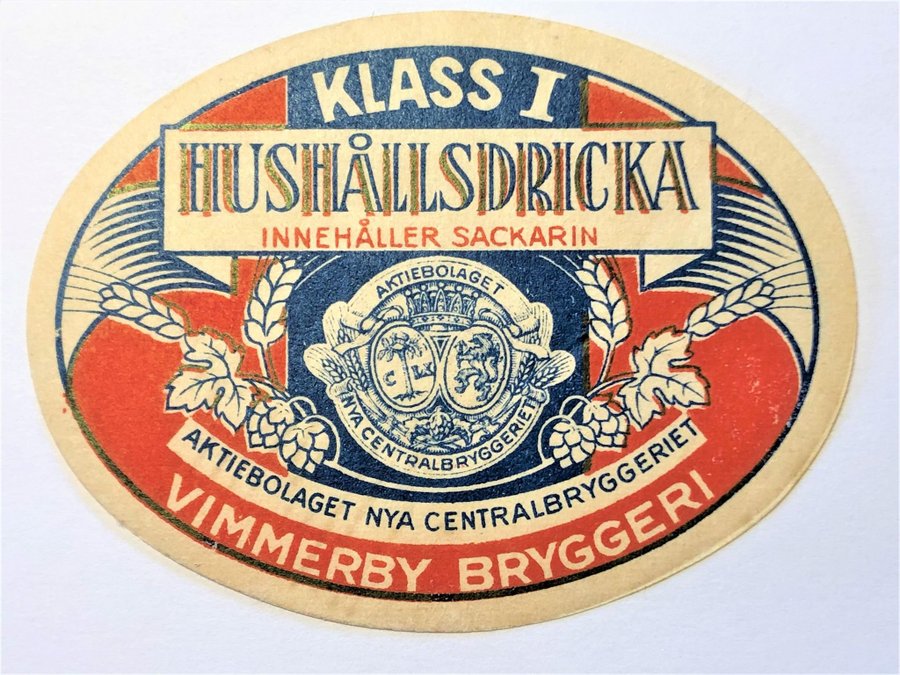 KLASS I
HUSHÅLLSDRICKA
INNEHÅLLER SACKARIN
AKTIEBOLAGET
NYA CENTRALBRYGGERIET
AKTIEBOLAGET NYA CENTRALBRYGGERIET
VIMMERBY BRYGGERI